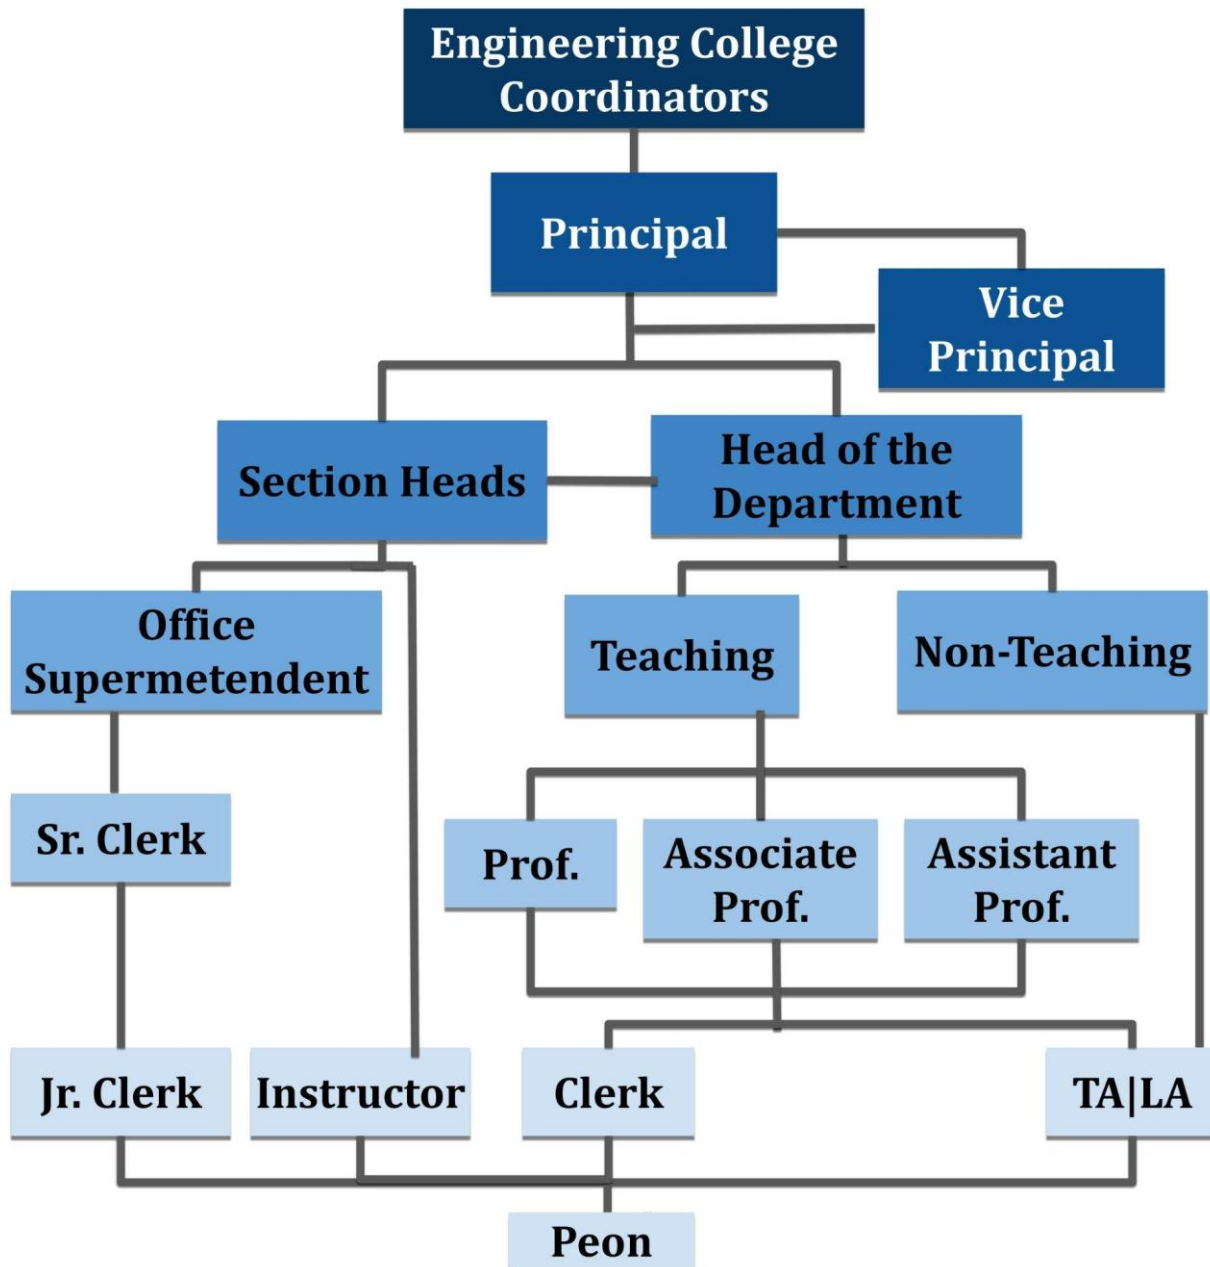 Engineering College
Coordinators
Principal
Vice
Principal
Section Heads
Head of the
Department
Office
Supermetendent
Teaching
Non-Teaching
Sr. Clerk
Prof.
Associate
Prof.
Assistant
Prof.
Jr. Clerk
Instructor
Clerk
TA|LA
Peon